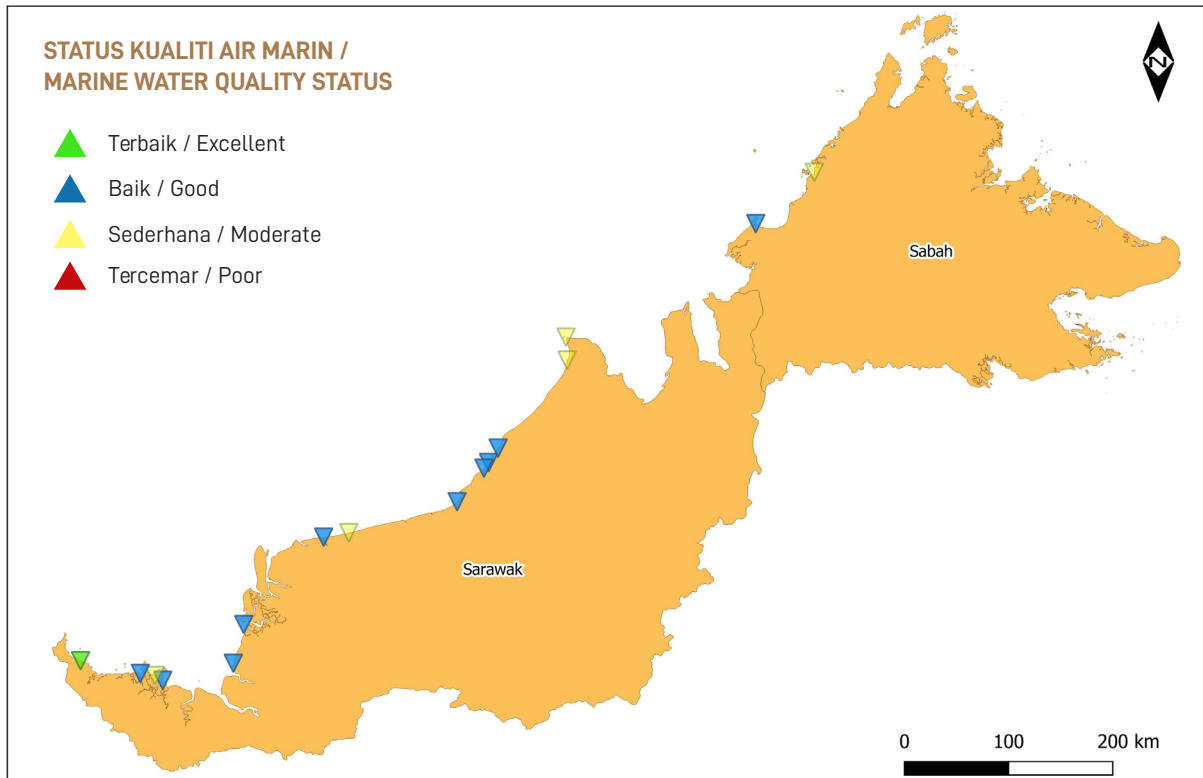 STATUS KUALITI AIR MARIN /
MARINE WATER QUALITY STATUS
Terbaik / Excellent
Baik / Good
Sederhana / Moderate
Tercemar / Poor
N
Sabah
Sarawak
0 100 200 km